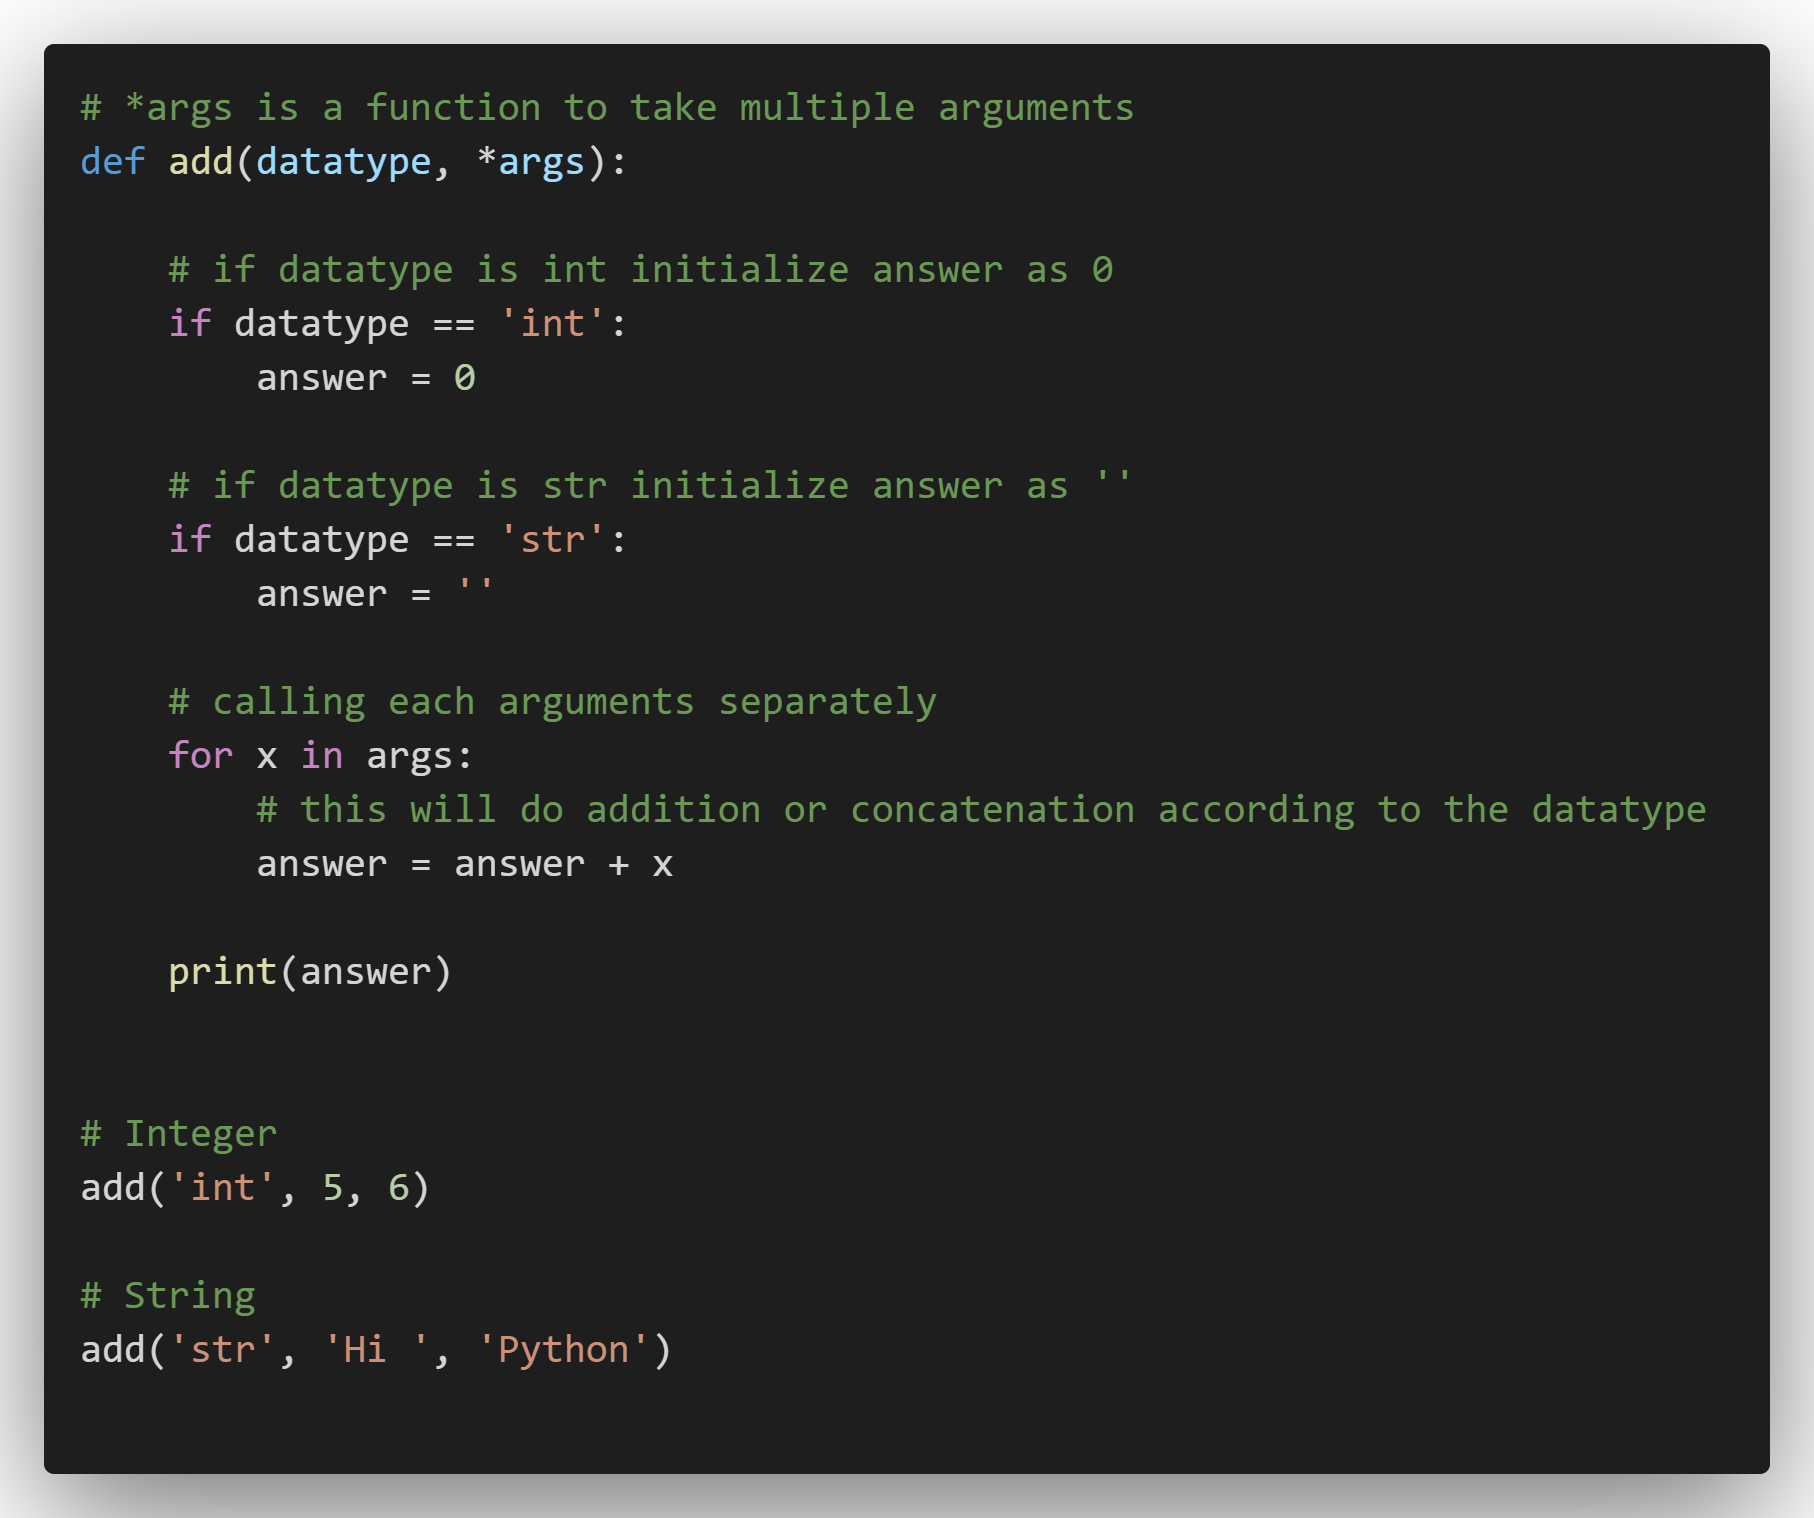 # *args is a function to take multiple arguments
def add(datatype, *args):
    # if datatype is int initialize answer as 0
    if datatype == 'int':
        answer = 0
    # if datatype is str initialize answer as ''
    if datatype == 'str':
        answer = ''
    # calling each arguments separately
    for x in args:
        # this will do addition or concatenation according to the datatype
        answer = answer + x
    print(answer)
# Integer
add('int', 5, 6)
# String
add('str', 'Hi ', 'Python')